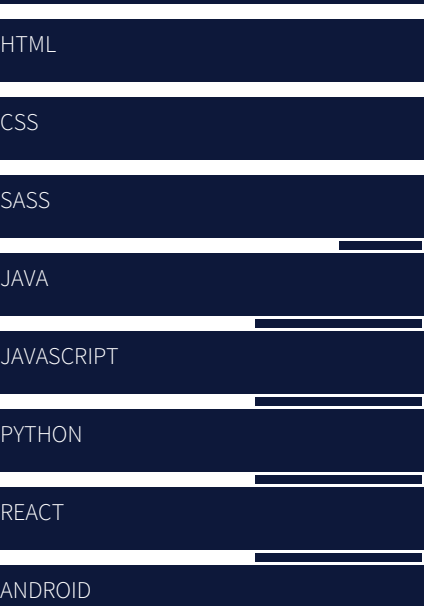 HTML
CSS
SASS
JAVA
JAVASCRIPT
PYTHON
REACT
ANDROID